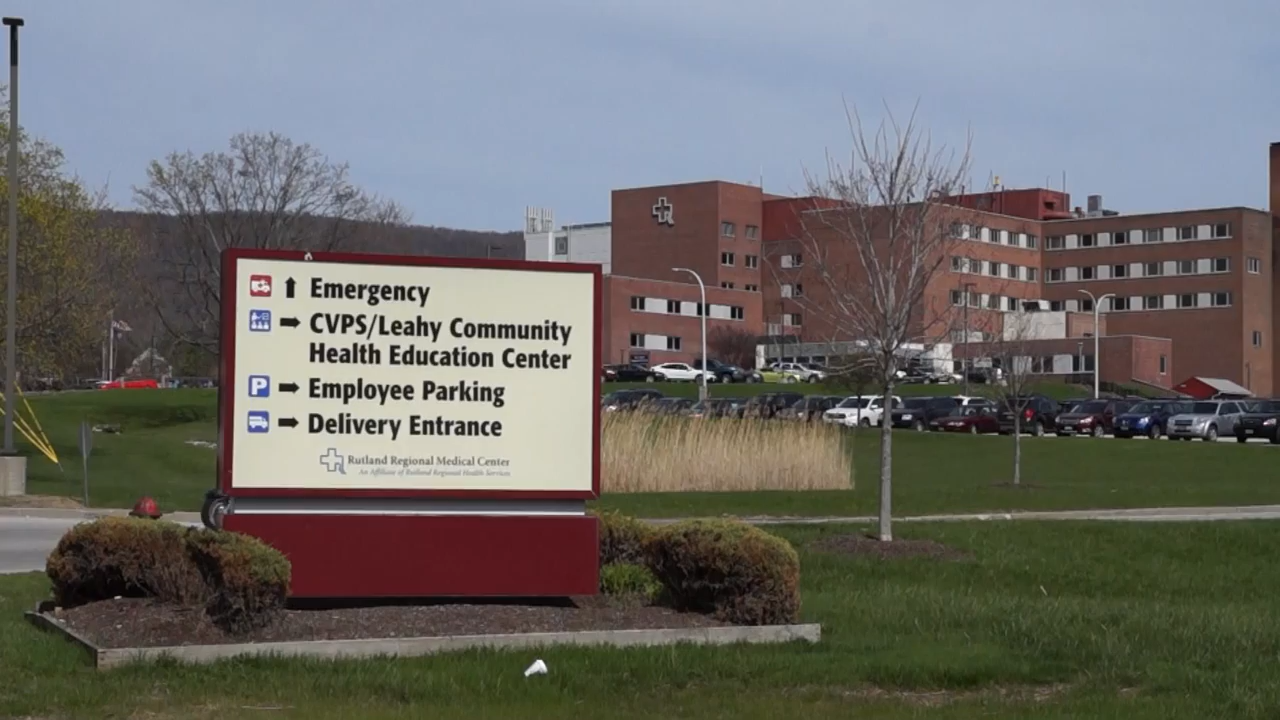 Emergency
CVPS/Leahy Community
Health Education Center
P
Employee Parking
Delivery Entrance
Rutland Regional Medical Center
An Affiliate of Rutland Regional Health Services